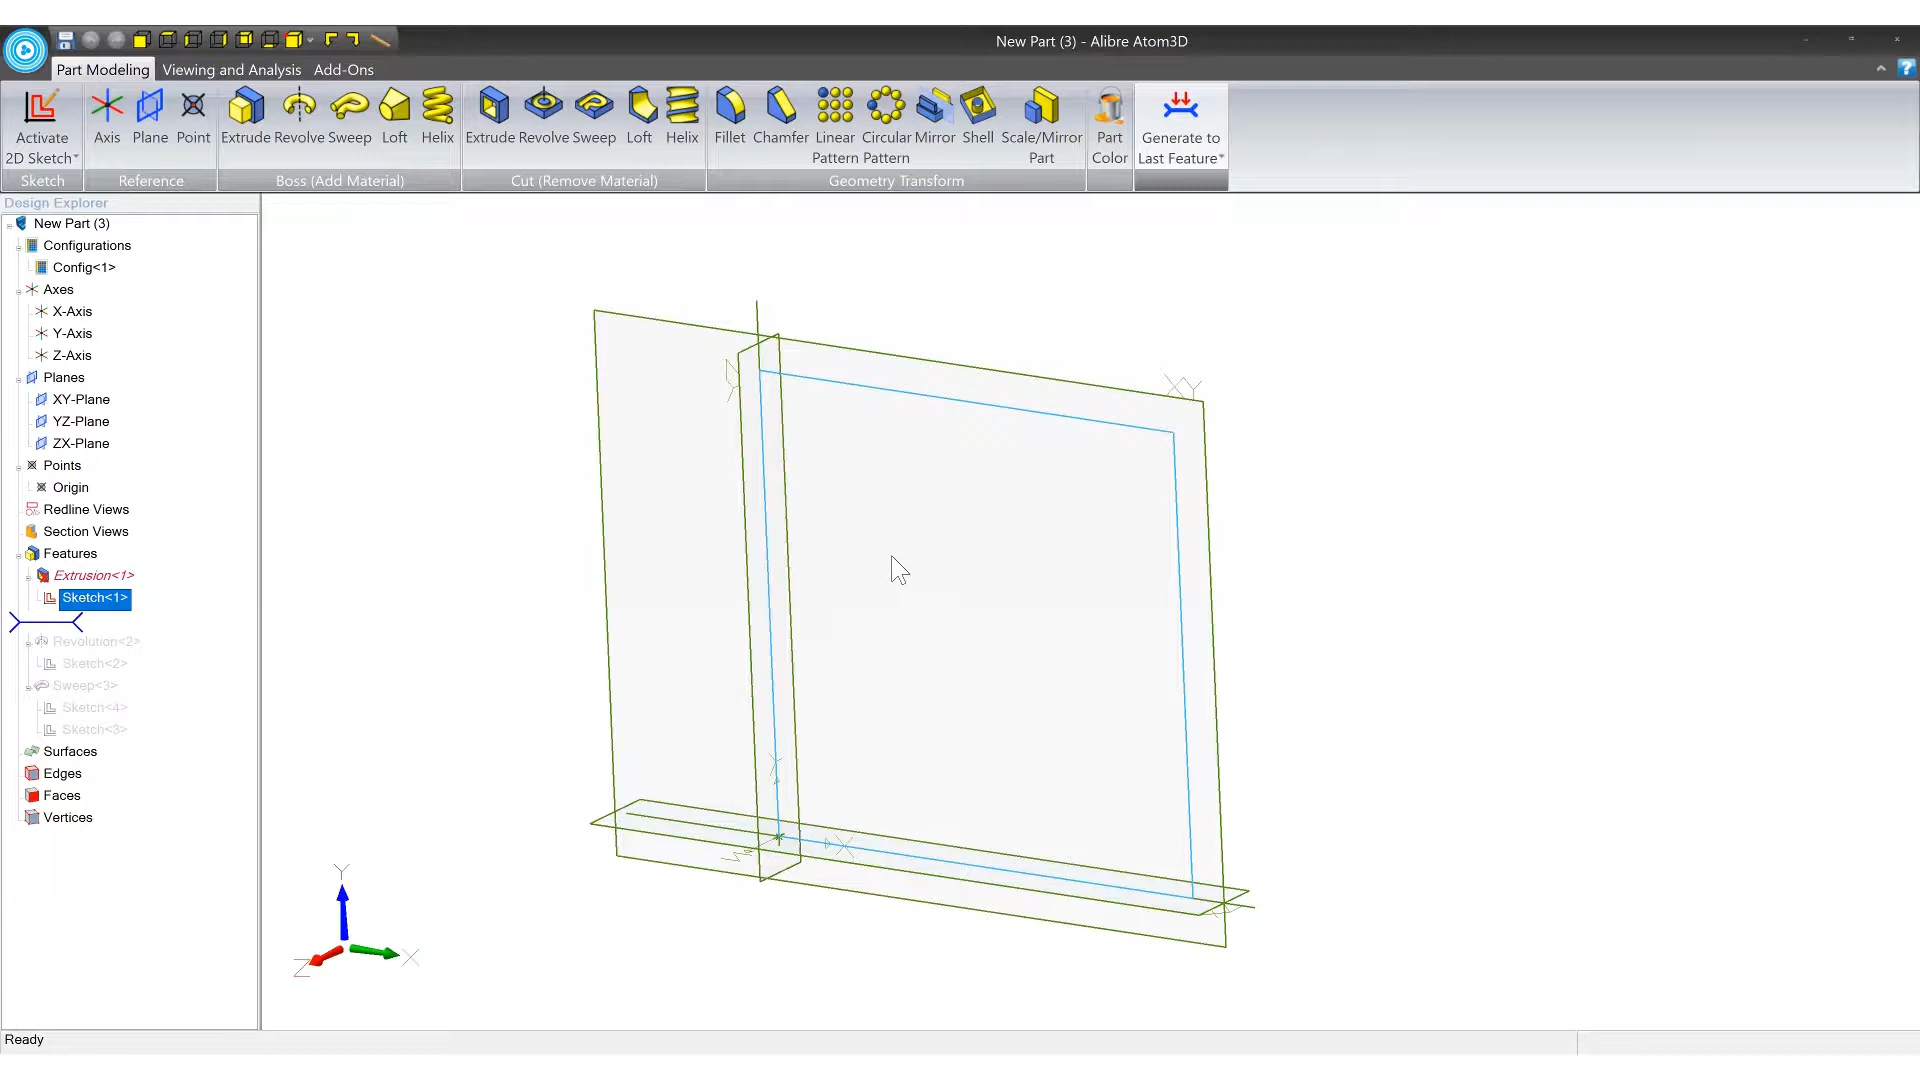 New Part (3) - Alibre Atom3D
Part Modeling Viewing and Analysis Add-Ons
Activate 2D Sketch
Axis Plane Point
Extrude Revolve Sweep Loft Helix
Extrude Revolve Sweep Loft Helix
Fillet Chamfer Linear Pattern Circular Pattern Mirror Shell Scale/Mirror Part
Part Color
Generate to Last Feature
Sketch Reference Boss (Add Material) Cut (Remove Material) Geometry Transform
Design Explorer
New Part (3)
Configurations
Config<1>
Axes
X-Axis
Y-Axis
Z-Axis
Planes
XY-Plane
YZ-Plane
ZX-Plane
Points
Origin
Redline Views
Section Views
Features
Extrusion<1>
Sketch<1>
Revolution<2>
Sketch<2>
Sweep<3>
Sketch<4>
Sketch<3>
Surfaces
Edges
Faces
Vertices
XY
X
Y
X
Z
Ready